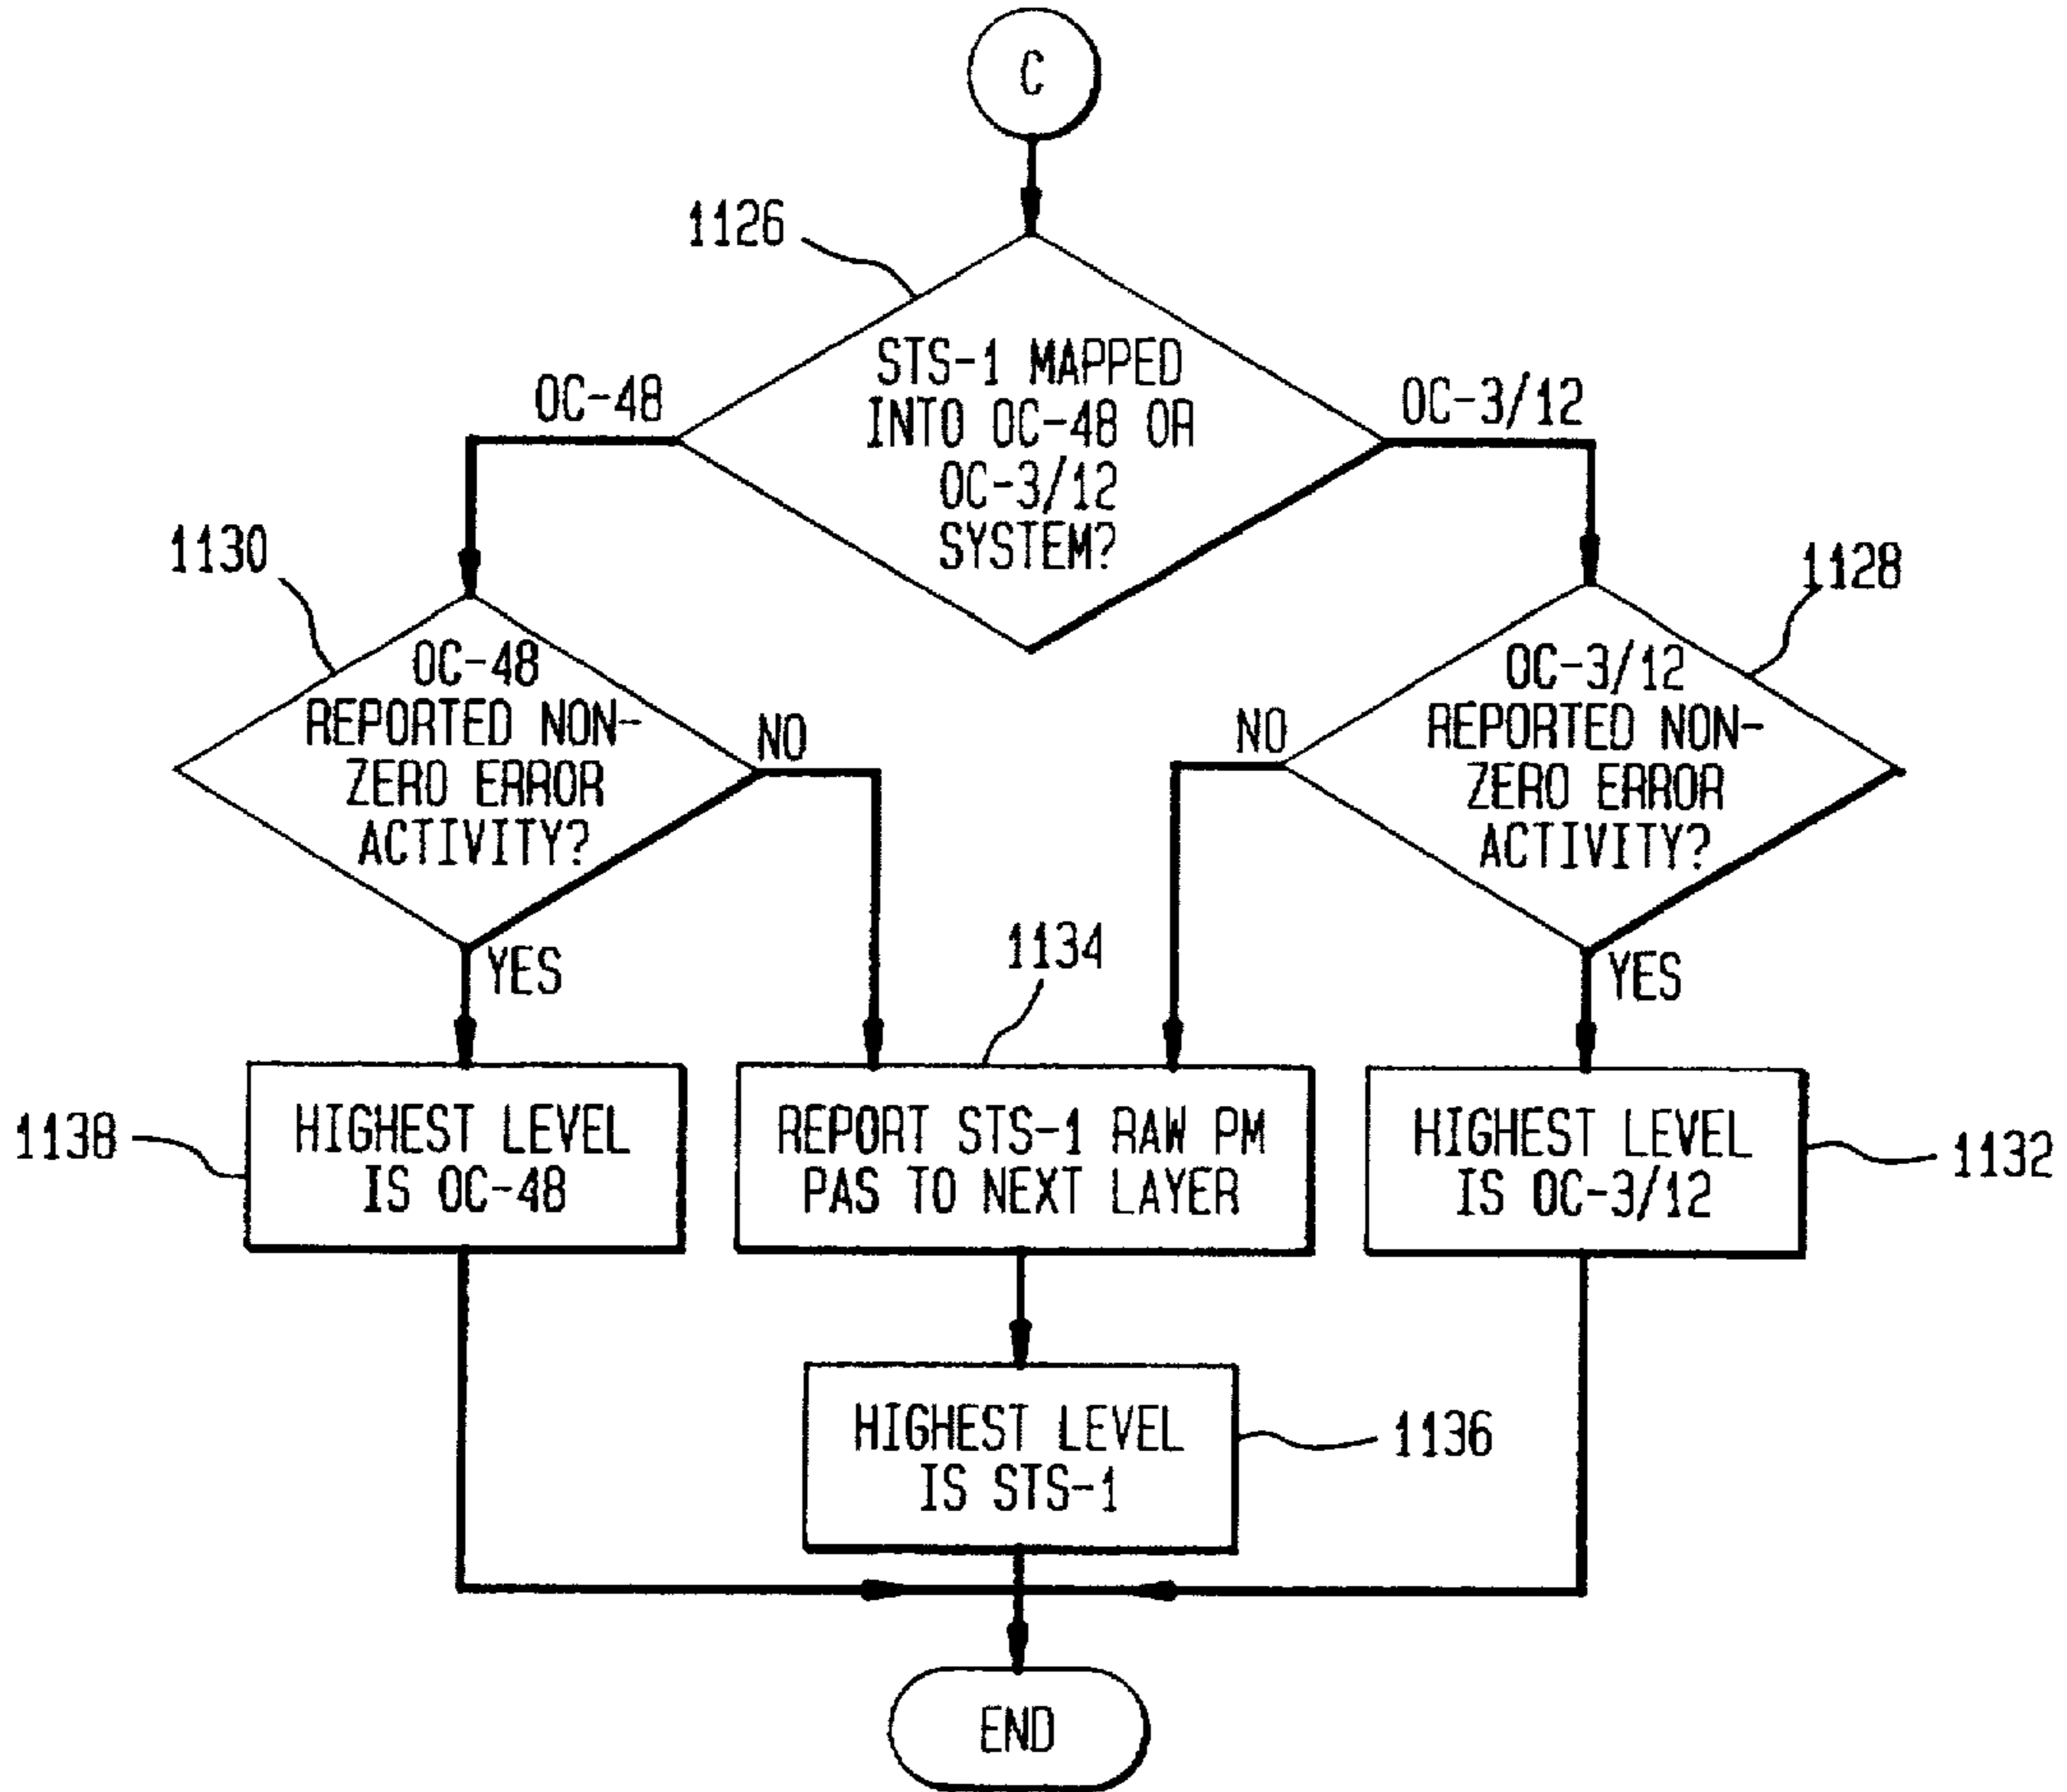 C
1126
STS-1 MAPPED
INTO OC-48 OR
OC-3/12
SYSTEM?
OC-48
OC-3/12
1130
OC-48
REPORTED NON-
ZERO ERROR
ACTIVITY?
NO
YES
1128
OC-3/12
REPORTED NON-
ZERO ERROR
ACTIVITY?
NO
YES
1134
1138
HIGHEST LEVEL
IS OC-48
REPORT STS-1 RAW PM
PAS TO NEXT LAYER
HIGHEST LEVEL
IS OC-3/12
1132
HIGHEST LEVEL
IS STS-1
1136
END